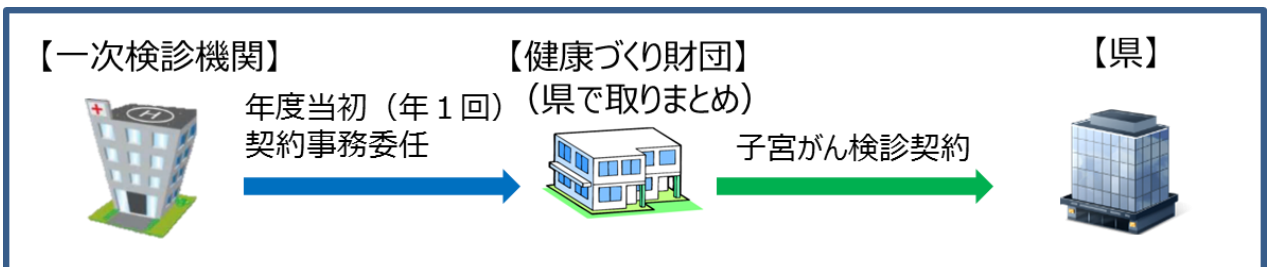 【一次検診機関】
年度当初（年１回）
契約事務委任
【健康づくり財団】
（県で取りまとめ）
子宮がん検診契約
【県】
H